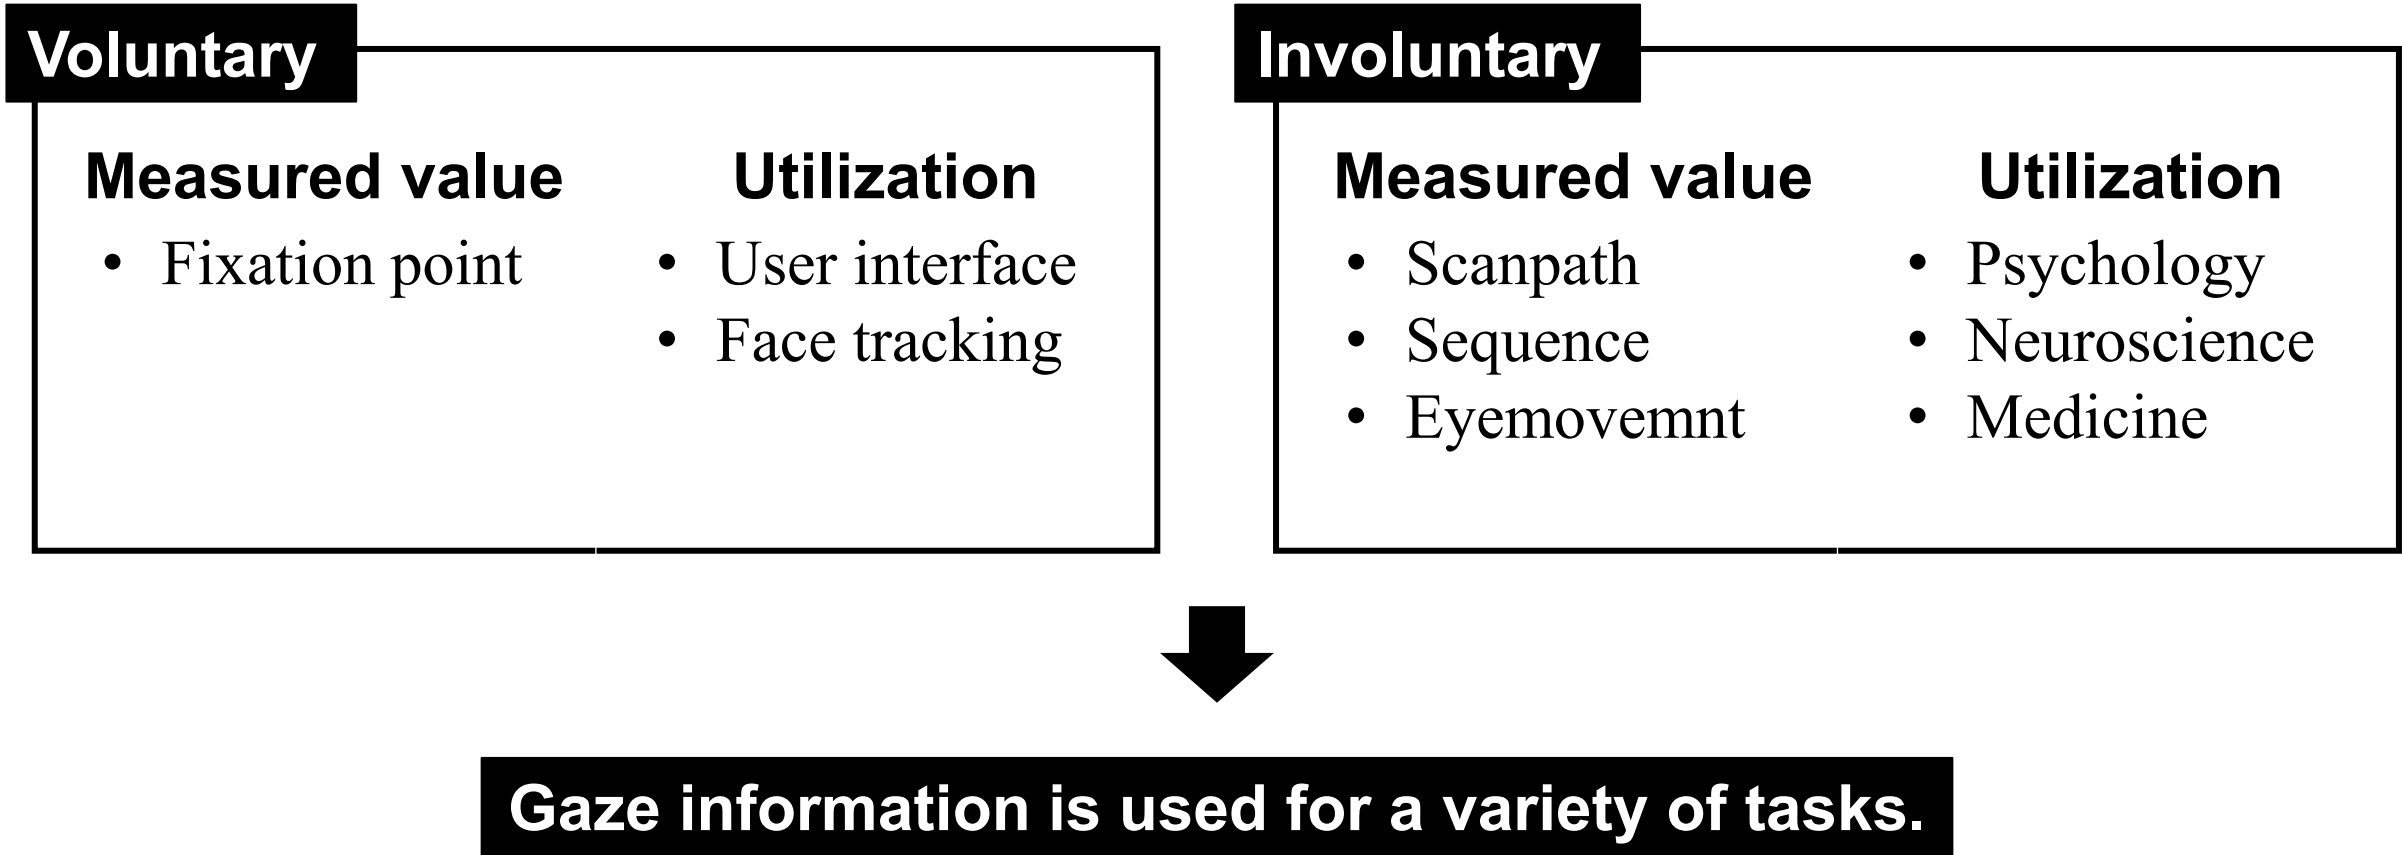 Voluntary
Measured value
• Fixation point
Utilization
• User interface
• Face tracking
Involuntary
Measured value
• Scanpath
• Sequence
• Eyemovemnt
Utilization
• Psychology
• Neuroscience
• Medicine
Gaze information is used for a variety of tasks.